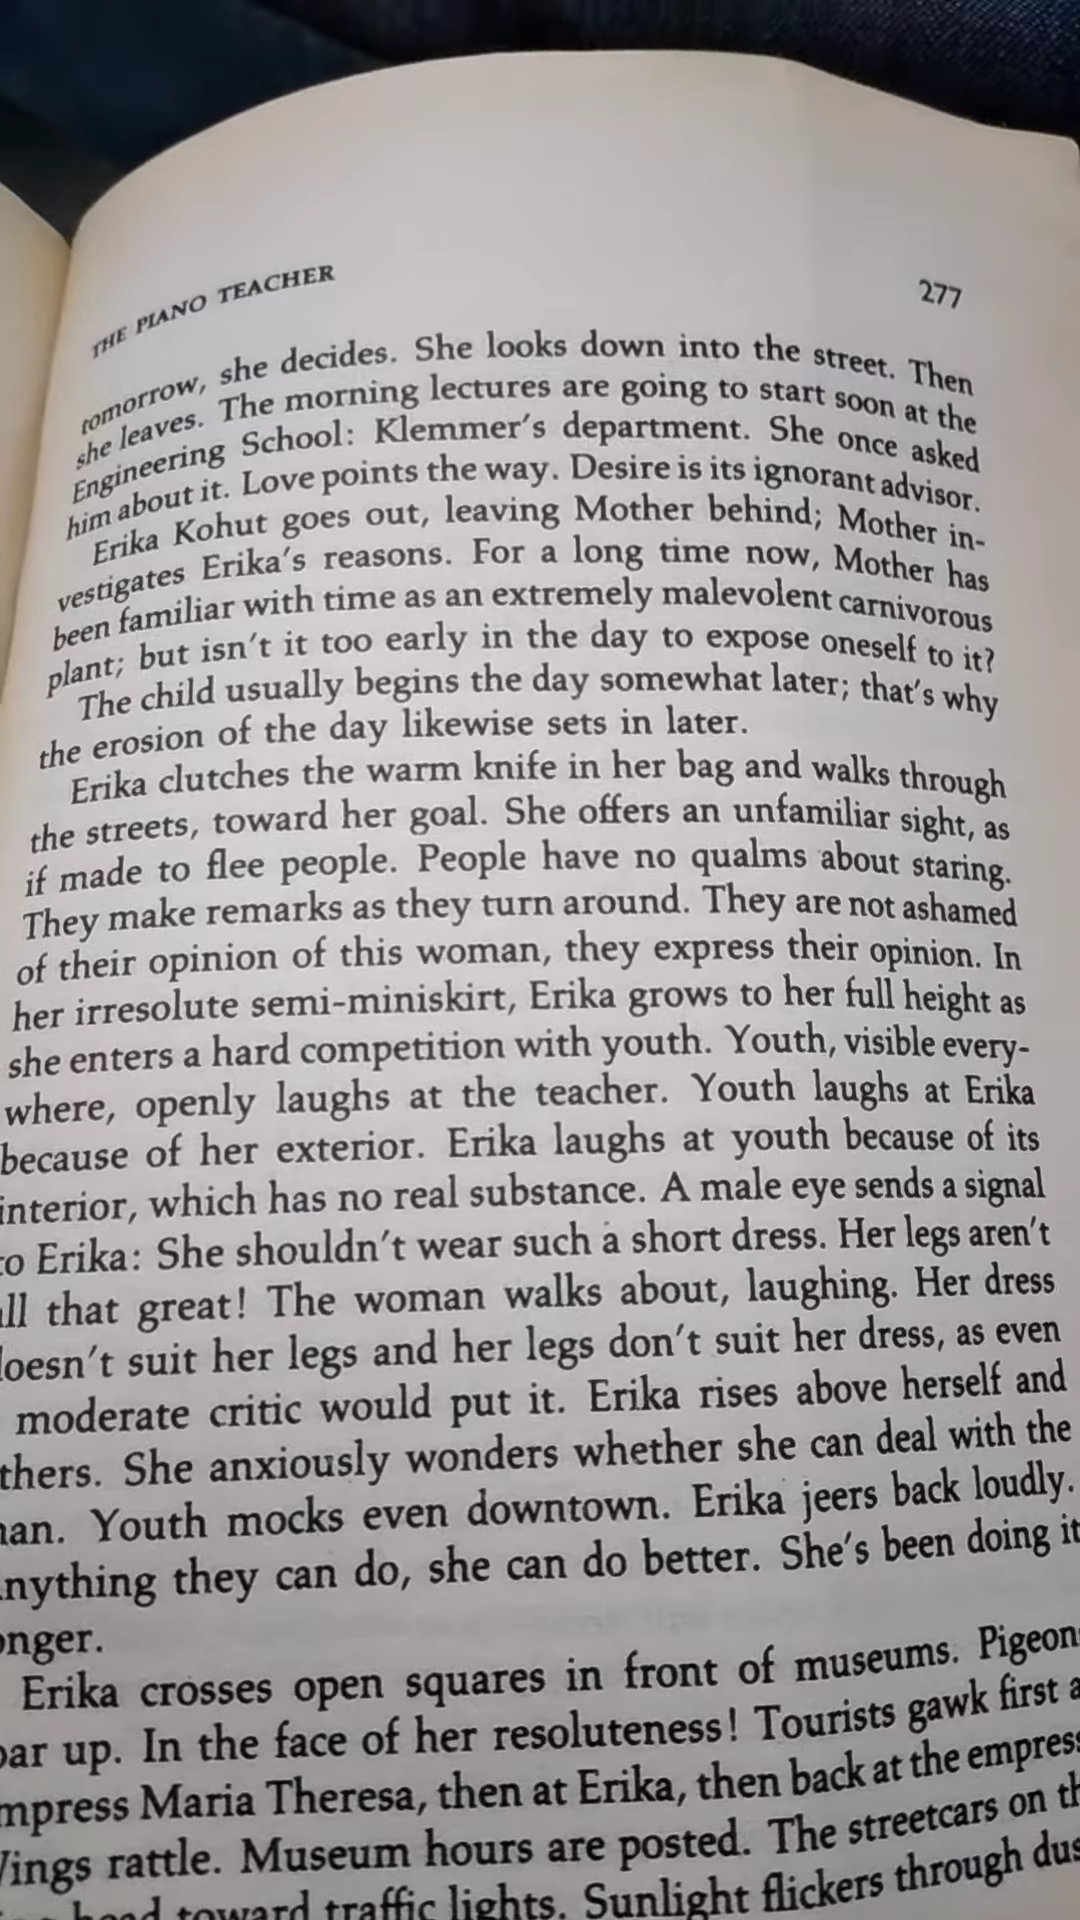 THE PIANO TEACHER 277
tomorrow, she decides. She looks down into the street. Then
she leaves. The morning lectures are going to start soon at the
Engineering School: Klemmer's department. She once asked
him about it. Love points the way. Desire is its ignorant advisor.
Erika Kohut goes out, leaving Mother behind; Mother in-
vestigates Erika's reasons. For a long time now, Mother has
been familiar with time as an extremely malevolent carnivorous
plant; but isn't it too early in the day to expose oneself to it?
The child usually begins the day somewhat later; that's why
the erosion of the day likewise sets in later.
Erika clutches the warm knife in her bag and walks through
the streets, toward her goal. She offers an unfamiliar sight, as
if made to flee people. People have no qualms about staring.
They make remarks as they turn around. They are not ashamed
of their opinion of this woman, they express their opinion. In
her irresolute semi-miniskirt, Erika grows to her full height as
she enters a hard competition with youth. Youth, visible every-
where, openly laughs at the teacher. Youth laughs at Erika
because of her exterior. Erika laughs at youth because of its
interior, which has no real substance. A male eye sends a signal
to Erika: She shouldn't wear such a short dress. Her legs aren't
all that great! The woman walks about, laughing. Her dress
doesn't suit her legs and her legs don't suit her dress, as even
moderate critic would put it. Erika rises above herself and
thers. She anxiously wonders whether she can deal with the
an. Youth mocks even downtown. Erika jeers back loudly.
nything they can do, she can do better. She's been doing it
onger.
Erika crosses open squares in front of museums. Pigeon
ar up. In the face of her resoluteness! Tourists gawk first a
mpress Maria Theresa, then at Erika, then back at the empress
ings rattle. Museum hours are posted. The streetcars on th
head toward traffic lights. Sunlight flickers through dus